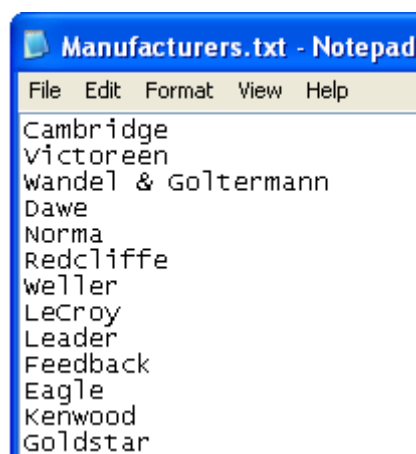 Manufacturers.txt - Notepad
File Edit Format View Help
Cambridge
Victoreen
Wandel & Goltermann
Dawe
Norma
Redcliffe
Weller
LeCroy
Leader
Feedback
Eagle
Kenwood
Goldstar